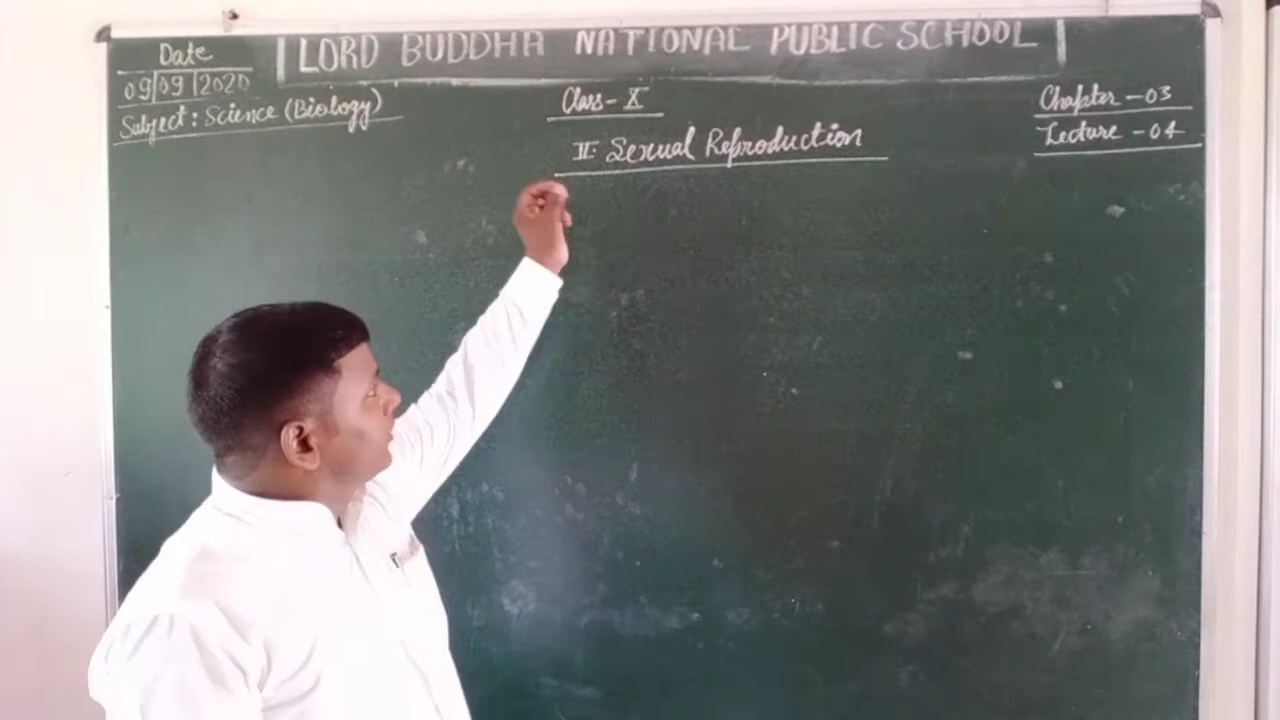 Date
LORD BUDDHA NATIONAL PUBLIC SCHOOL
09/09/2020
Subject: Science (Biology)
Class - X
Chapter - 03
Lecture - 04
II. Sexual Reproduction